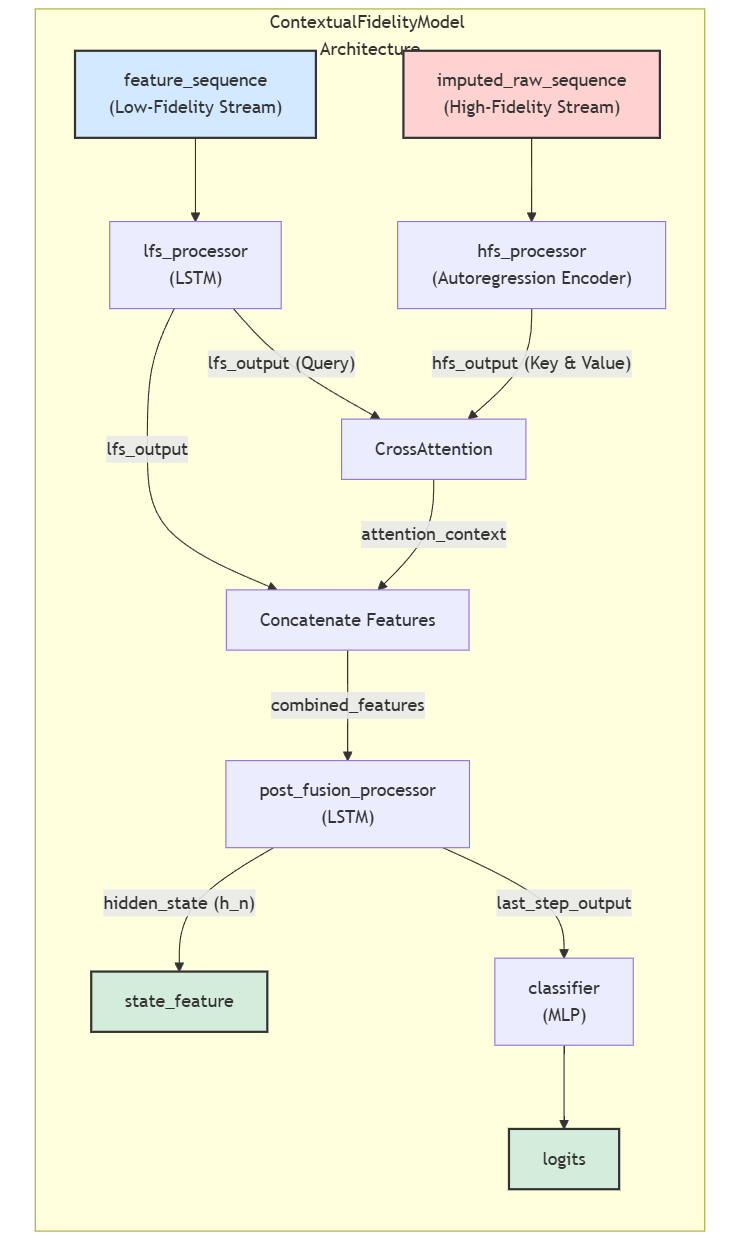 ContextualFidelityModel
Architecture
feature_sequence
(Low-Fidelity Stream)
imputed_raw_sequence
(High-Fidelity Stream)
lfs_processor
(LSTM)
hfs_processor
(Autoregression Encoder)
lfs_output (Query)
hfs_output (Key & Value)
lfs_output
CrossAttention
attention_context
Concatenate Features
combined_features
post_fusion_processor
(LSTM)
hidden_state (h_n)
last_step_output
state_feature
classifier
(MLP)
logits